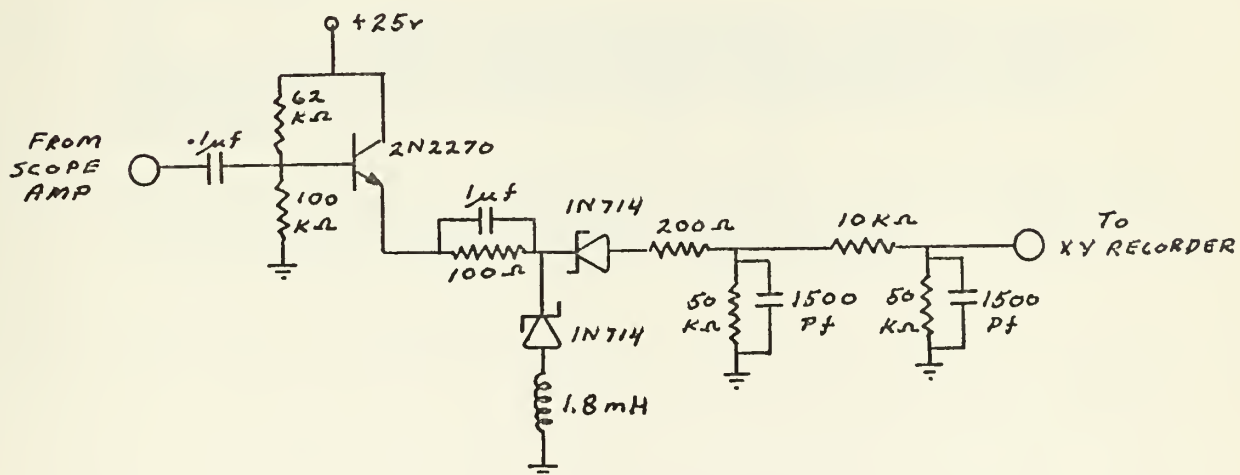 +25v
62
KΩ
FROM
SCOPE
AMP
.1μf
2N2270
100
KΩ
1μf
100Ω
1N714
200Ω
10KΩ
TO
XY RECORDER
1N714
50
KΩ
1500
Pf
50
KΩ
1500
Pf
1.8mH